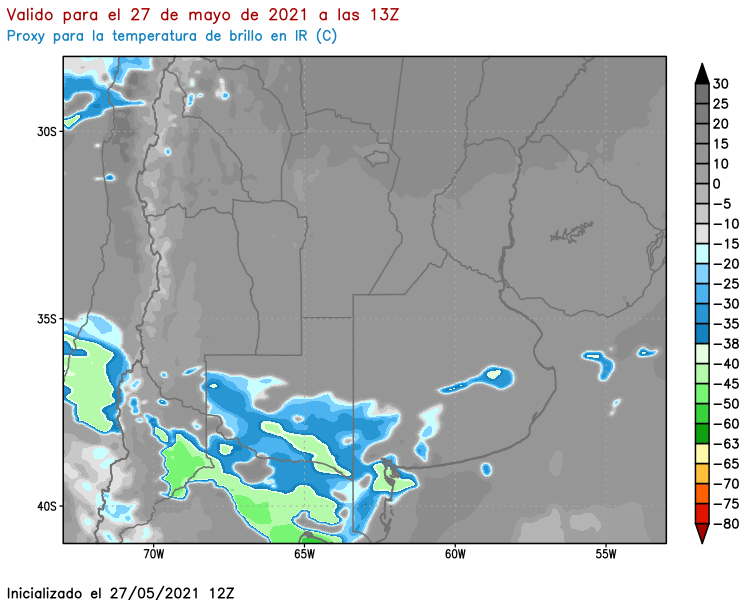 Valido para el 27 de mayo de 2021 a las 13Z
Proxy para la temperatura de brillo en IR (C)
30S
35S
40S
70W
65W
60W
55W
30
25
20
15
10
0
−5
−10
−15
−20
−25
−30
−35
−38
−40
−45
−50
−60
−63
−65
−70
−75
−80
Inicializado el 27/05/2021 12Z